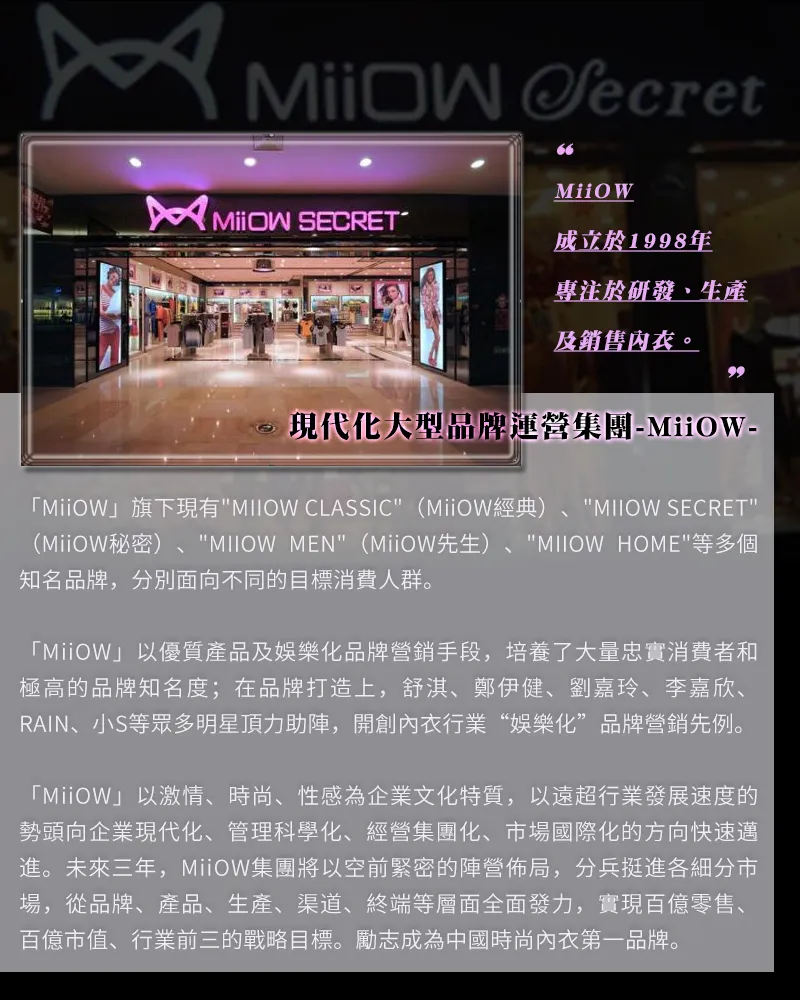 MiiOW Secret
MiiOW SECRET
❝
MiiOW
成立於1998年
專注於研發、生產
及銷售內衣。
❞
現代化大型品牌運營集團-MiiOW-
「MiiOW」旗下現有"MIIOW CLASSIC"（MiiOW經典）、"MIIOW SECRET"
（MiiOW秘密）、"MIIOW MEN"（MiiOW先生）、"MIIOW HOME"等多個
知名品牌，分別面向不同的目標消費人群。
「MiiOW」以優質產品及娛樂化品牌營銷手段，培養了大量忠實消費者和
極高的品牌知名度；在品牌打造上，舒淇、鄭伊健、劉嘉玲、李嘉欣、
RAIN、小S等眾多明星頂力助陣，開創內衣行業“娛樂化”品牌營銷先例。
「MiiOW」以激情、時尚、性感為企業文化特質，以遠超行業發展速度的
勢頭向企業現代化、管理科學化、經營集團化、市場國際化的方向快速邁
進。未來三年，MiiOW集團將以空前緊密的陣營佈局，分兵挺進各細分市
場，從品牌、產品、生產、渠道、終端等層面全面發力，實現百億零售、
百億市值、行業前三的戰略目標。勵志成為中國時尚內衣第一品牌。